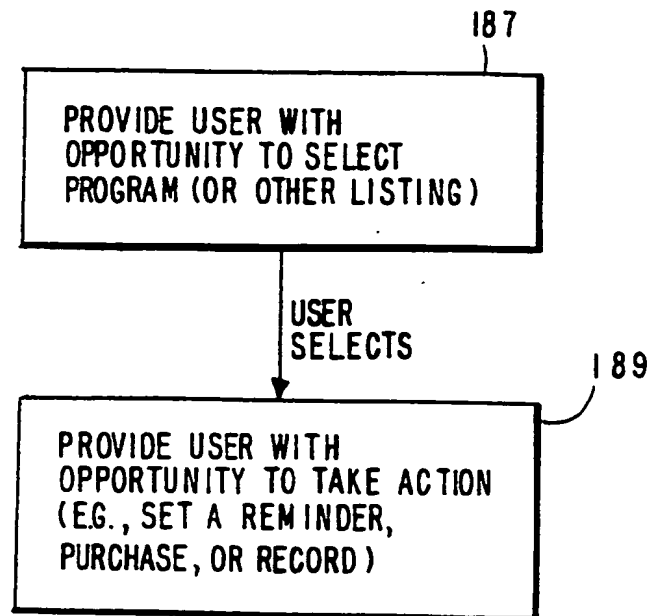 187
PROVIDE USER WITH
OPPORTUNITY TO SELECT
PROGRAM (OR OTHER LISTING)
USER
SELECTS
189
PROVIDE USER WITH
OPPORTUNITY TO TAKE ACTION
(E.G., SET A REMINDER,
PURCHASE, OR RECORD)